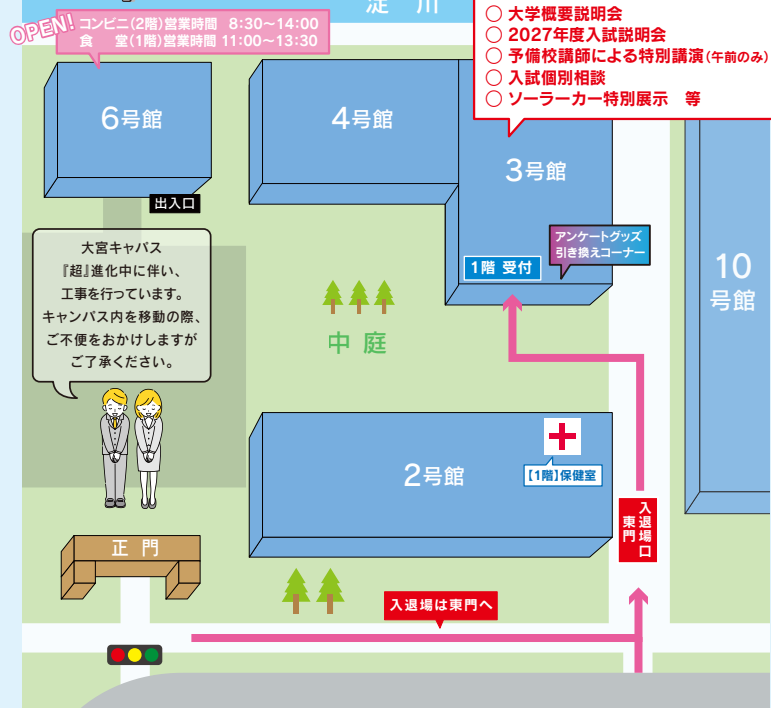 淀 川
OPEN!
コンビニ(2階)営業時間 8:30～14:00
食 堂(1階)営業時間 11:00～13:30
○ 大学概要説明会
○ 2027年度入試説明会
○ 予備校講師による特別講演(午前のみ)
○ 入試個別相談
○ ソーラーカー特別展示 等
6号館
4号館
3号館
出入口
アンケートグッズ
引き換えコーナー
1階 受付
10
号館
大宮キャパス
『超』進化中に伴い、
工事を行っています。
キャンパス内を移動の際、
ご不便をおかけしますが
ご了承ください。
中 庭
2号館
【1階】保健室
入退場口
東門
正 門
入退場は東門へ